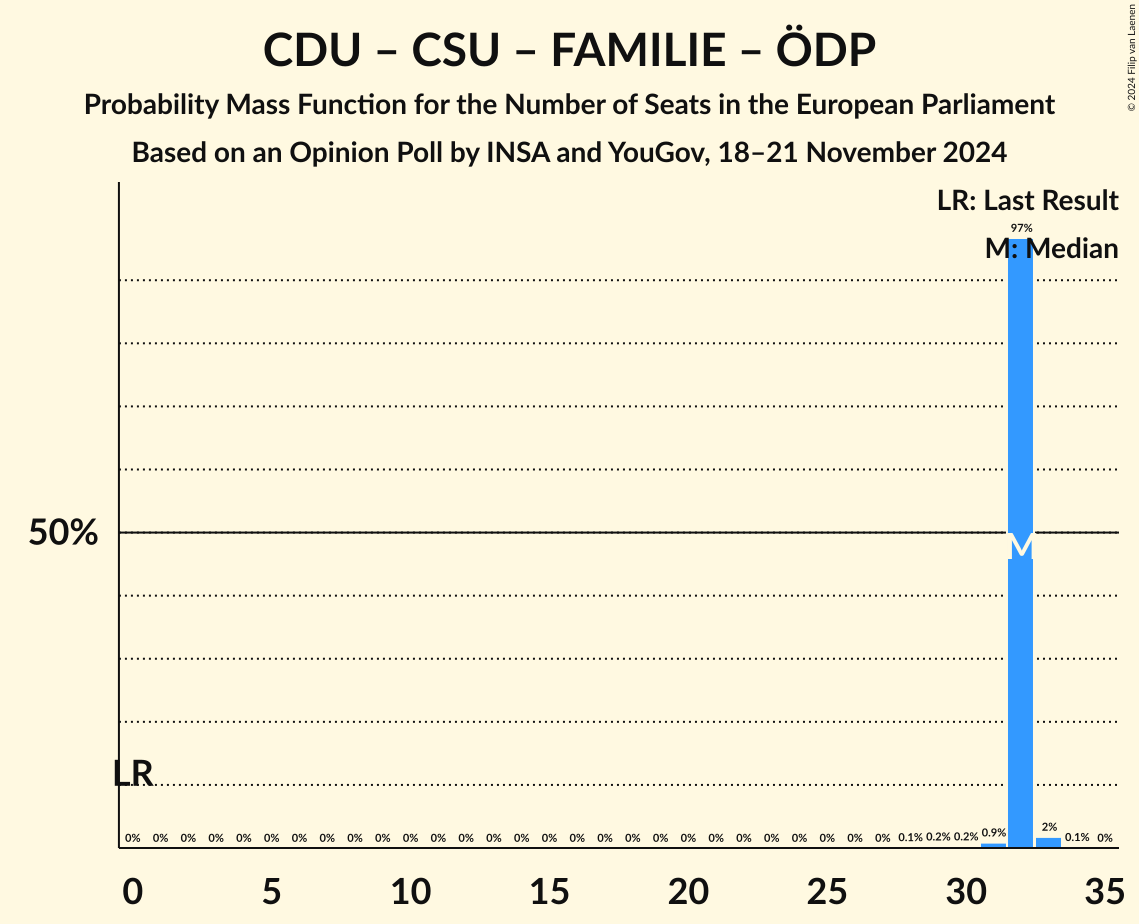 CDU – CSU – FAMILIE – ÖDP
Probability Mass Function for the Number of Seats in the European Parliament
Based on an Opinion Poll by INSA and YouGov, 18–21 November 2024
© 2024 Filip van Laenen
LR: Last Result
97%
M: Median
50%
M
LR
0% 0% 0% 0% 0% 0% 0% 0% 0% 0% 0% 0% 0% 0% 0% 0% 0% 0% 0% 0% 0% 0% 0% 0% 0% 0% 0% 0% 0.1% 0.2% 0.2% 0.9% 2% 0.1% 0%
0 5 10 15 20 25 30 35